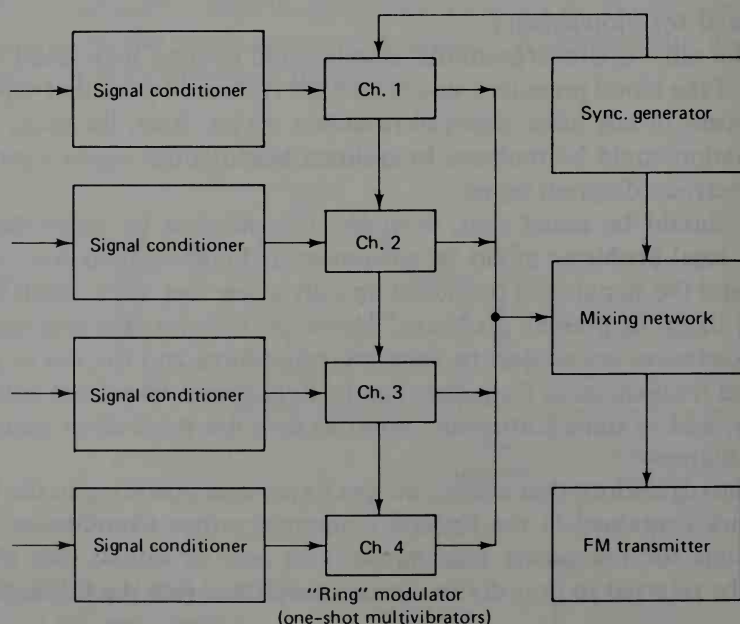 Signal conditioner
Ch. 1
Sync. generator
Signal conditioner
Ch. 2
Mixing network
Signal conditioner
Ch. 3
Signal conditioner
Ch. 4
FM transmitter
"Ring" modulator
(one-shot multivibrators)